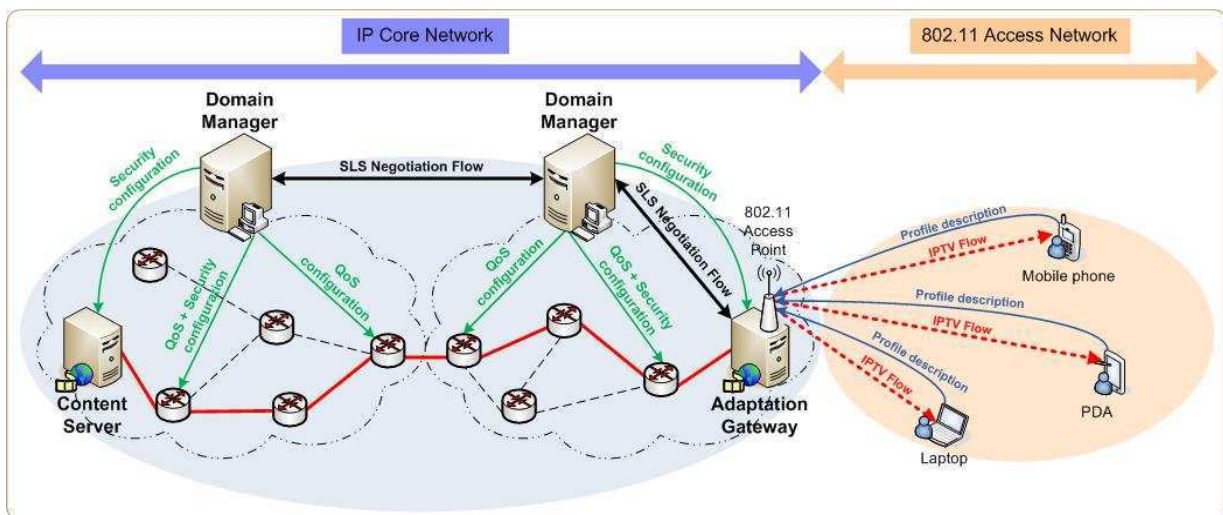 IP Core Network
802.11 Access Network
Domain
Manager
Domain
Manager
Security
configuration
SLS Negotiation Flow
Security
configuration
SLS Negotiation Flow
802.11
Access
Point
QoS + Security
configuration
QoS
configuration
QoS
configuration
QoS + Security
configuration
Profile description
IPTV Flow
Mobile phone
Profile description
IPTV Flow
PDA
Profile description
IPTV Flow
Laptop
Content
Server
Adaptation
Gateway